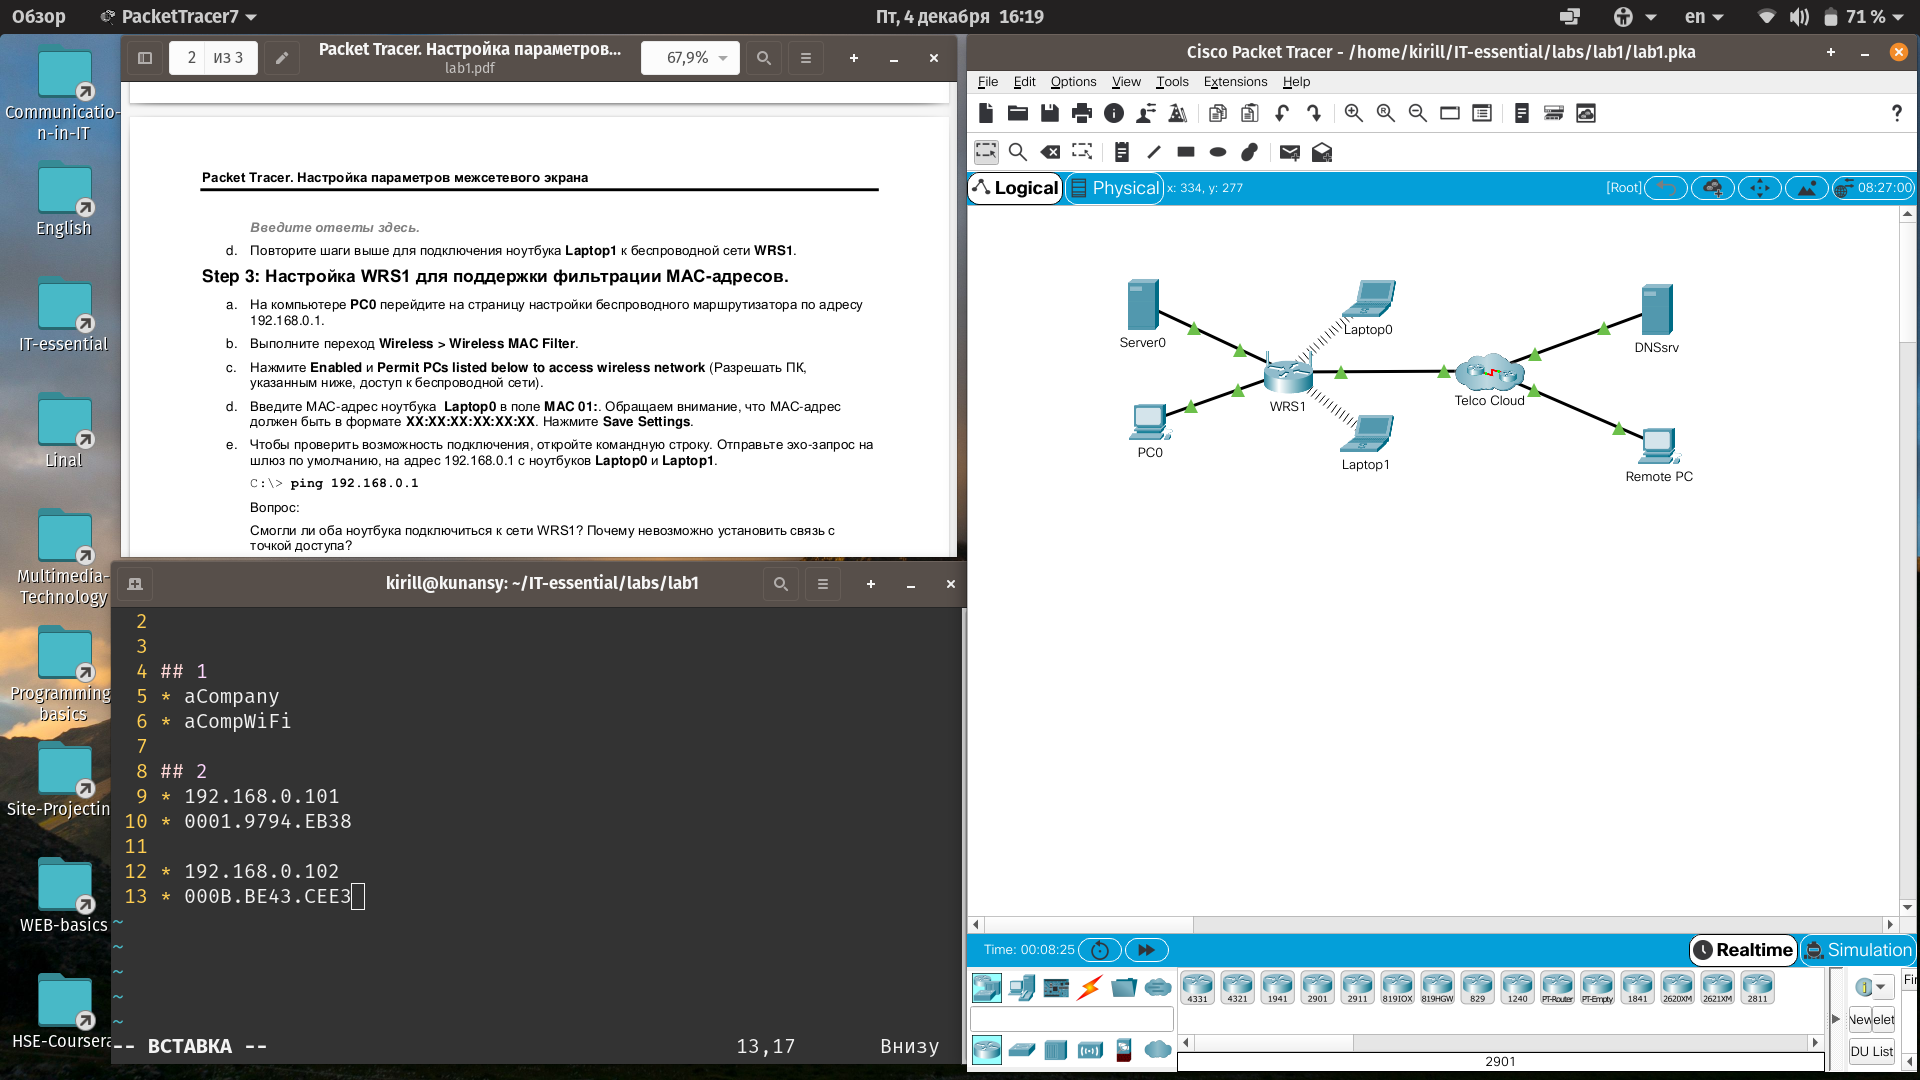 Обзор
PacketTracer7
Пт, 4 декабря 16:19
en
71 %
Communicatio-
n-in-IT
English
IT-essential
Linal
Multimedia-
Technology
Programming-
basics
Site-Projectin
WEB-basics
HSE-Coursera
2 из 3
Packet Tracer. Настройка параметров...
lab1.pdf
67,9%
Packet Tracer. Настройка параметров межсетевого экрана
Введите ответы здесь.
d. Повторите шаги выше для подключения ноутбука Laptop1 к беспроводной сети WRS1.
Step 3: Настройка WRS1 для поддержки фильтрации MAC-адресов.
a. На компьютере PC0 перейдите на страницу настройки беспроводного маршрутизатора по адресу
192.168.0.1.
b. Выполните переход Wireless > Wireless MAC Filter.
c. Нажмите Enabled и Permit PCs listed below to access wireless network (Разрешать ПК,
указанным ниже, доступ к беспроводной сети).
d. Введите MAC-адрес ноутбука Laptop0 в поле MAC 01:. Обращаем внимание, что MAC-адрес
должен быть в формате XX:XX:XX:XX:XX:XX. Нажмите Save Settings.
e. Чтобы проверить возможность подключения, откройте командную строку. Отправьте эхо-запрос на
шлюз по умолчанию, на адрес 192.168.0.1 с ноутбуков Laptop0 и Laptop1.
C:\> ping 192.168.0.1
Вопрос:
Смогли ли оба ноутбука подключиться к сети WRS1? Почему невозможно установить связь с
точкой доступа?
kirill@kunansy: ~/IT-essential/labs/lab1
2
3
4 ## 1
5 * aCompany
6 * aCompWiFi
7
8 ## 2
9 * 192.168.0.101
10 * 0001.9794.EB38
11
12 * 192.168.0.102
13 * 000B.BE43.CEE3
~
~
~
~
~
-- ВСТАВКА --
13,17
Внизу
Cisco Packet Tracer - /home/kirill/IT-essential/labs/lab1/lab1.pka
File Edit Options View Tools Extensions Help
Logical
Physical
x: 334, y: 277
[Root]
08:27:00
Server0
Laptop0
DNSsrv
WRS1
Telco Cloud
PC0
Laptop1
Remote PC
Time: 00:08:25
Realtime
Simulation
4331
4321
1941
2901
2911
819IOX
819HGW
829
1240
PT-Router
PT-Empty
1841
2620XM
2621XM
2811
2901
New
elet
DU List